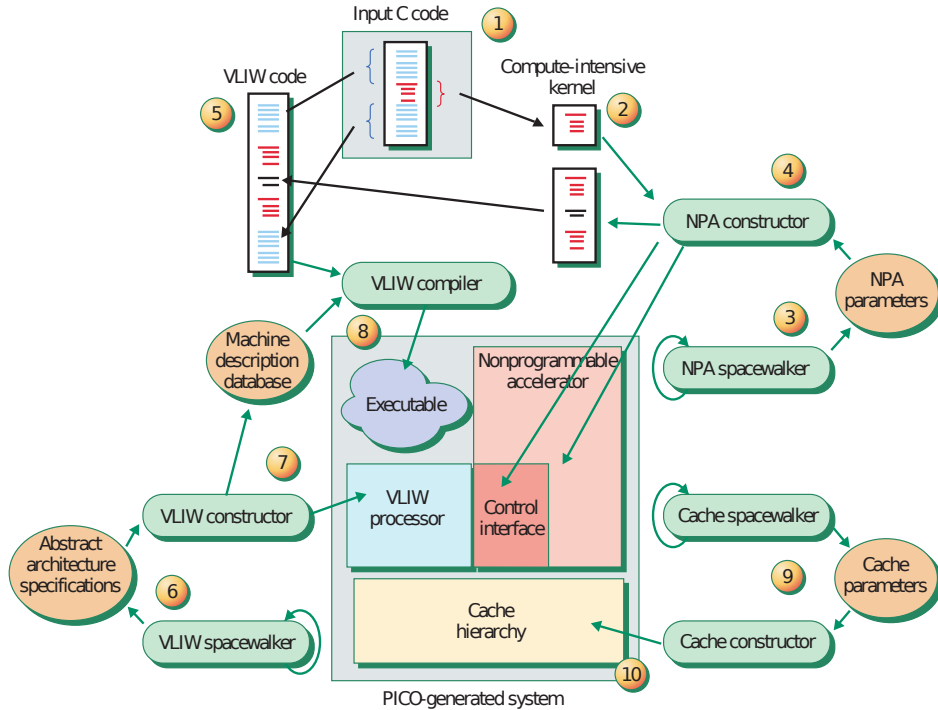 Input C code
1
VLIW code
Compute-intensive
kernel
5
2
4
NPA constructor
VLIW compiler
NPA
parameters
3
8
Machine
description
database
Nonprogrammable
accelerator
NPA spacewalker
Executable
7
VLIW
processor
Control
interface
VLIW constructor
Cache spacewalker
Abstract
architecture
specifications
6
9
Cache
parameters
Cache
hierarchy
VLIW spacewalker
Cache constructor
10
PICO-generated system